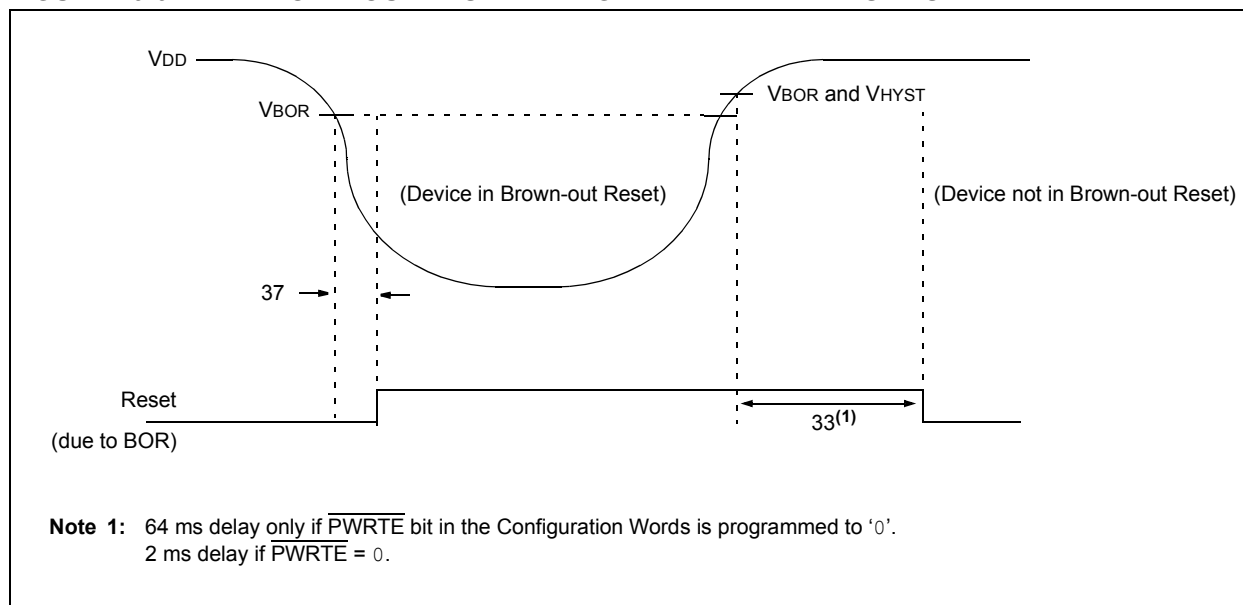 VDD
VBOR
VBOR and VHYST
(Device in Brown-out Reset)
(Device not in Brown-out Reset)
37
Reset
(due to BOR)
33(1)
Note 1: 64 ms delay only if PWRTE bit in the Configuration Words is programmed to ‘0’.
2 ms delay if PWRTE = 0.